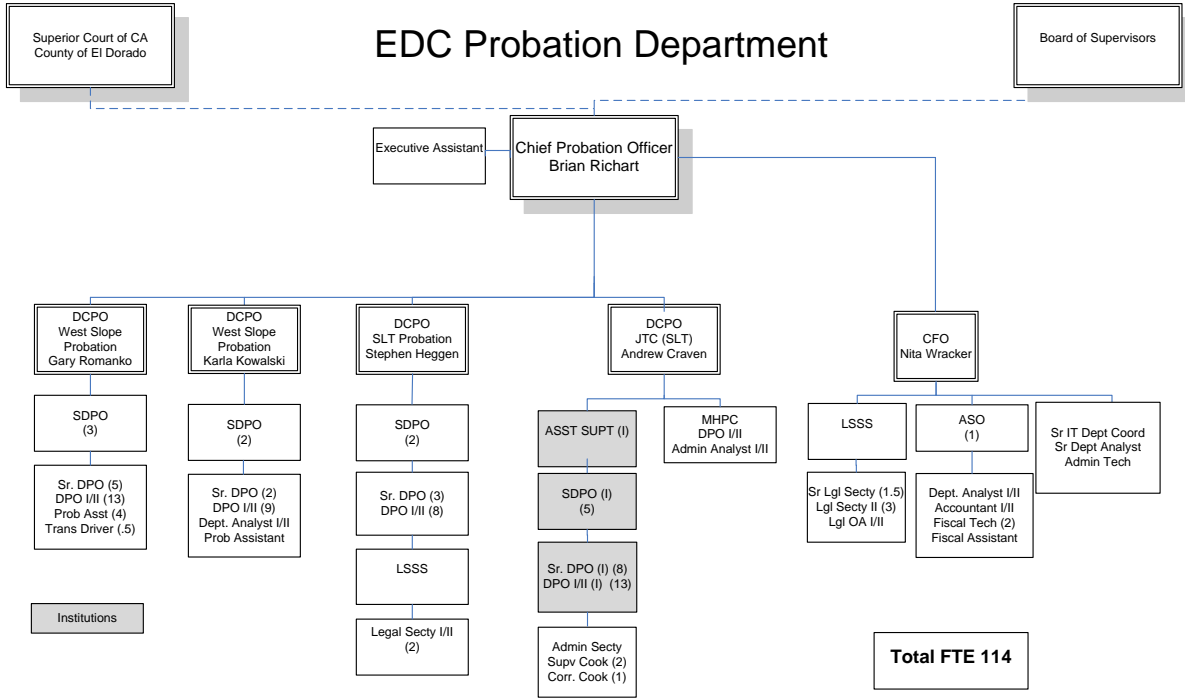 Superior Court of CA
County of El Dorado
EDC Probation Department
Board of Supervisors
Executive Assistant
Chief Probation Officer
Brian Richart
DCPO
West Slope
Probation
Gary Romanko
SDPO
(3)
Sr. DPO (5)
DPO I/II (13)
Prob Asst (4)
Trans Driver (.5)
DCPO
West Slope
Probation
Karla Kowalski
SDPO
(2)
Sr. DPO (2)
DPO I/II (9)
Dept. Analyst I/II
Prob Assistant
DCPO
SLT Probation
Stephen Heggen
SDPO
(2)
Sr. DPO (3)
DPO I/II (8)
LSSS
Legal Secty I/II
(2)
DCPO
JTC (SLT)
Andrew Craven
ASST SUPT (I)
SDPO (I)
(5)
Sr. DPO (I) (8)
DPO I/II (I) (13)
Admin Secty
Supv Cook (2)
Corr. Cook (1)
MHPC
DPO I/II
Admin Analyst I/II
CFO
Nita Wracker
LSSS
Sr Lgl Secty (1.5)
Lgl Secty II (3)
Lgl OA I/II
ASO
(1)
Dept. Analyst I/II
Accountant I/II
Fiscal Tech (2)
Fiscal Assistant
Sr IT Dept Coord
Sr Dept Analyst
Admin Tech
Institutions
Total FTE 114